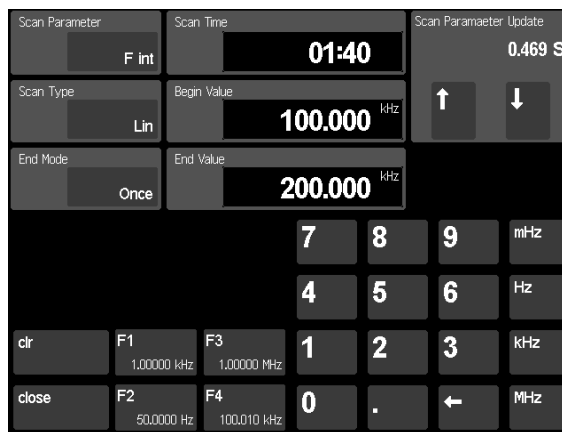 Scan Parameter
F int
Scan Time
01:40
Scan Paramaeter Update
0.469 S
Scan Type
Lin
Begin Value
100.000 kHz
↑
↓
End Mode
Once
End Value
200.000 kHz
7
8
9
mHz
4
5
6
Hz
clr
F1
1.00000 kHz
F3
1.00000 MHz
1
2
3
kHz
close
F2
50.0000 Hz
F4
100.010 kHz
0
.
←
MHz